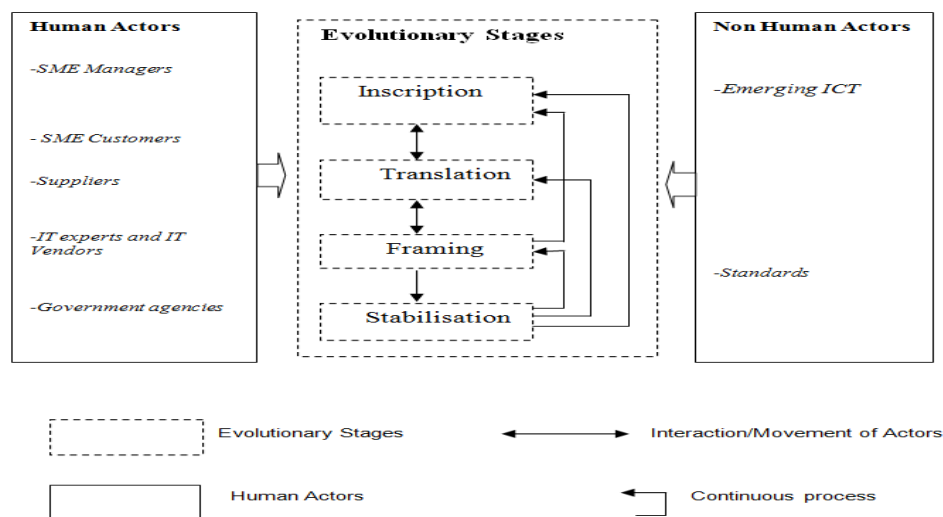 Human Actors
-SME Managers
- SME Customers
-Suppliers
-IT experts and IT
Vendors
-Government agencies
Evolutionary Stages
Inscription
Translation
Framing
Stabilisation
Non Human Actors
-Emerging ICT
-Standards
Evolutionary Stages
Interaction/Movement of Actors
Human Actors
Continuous process